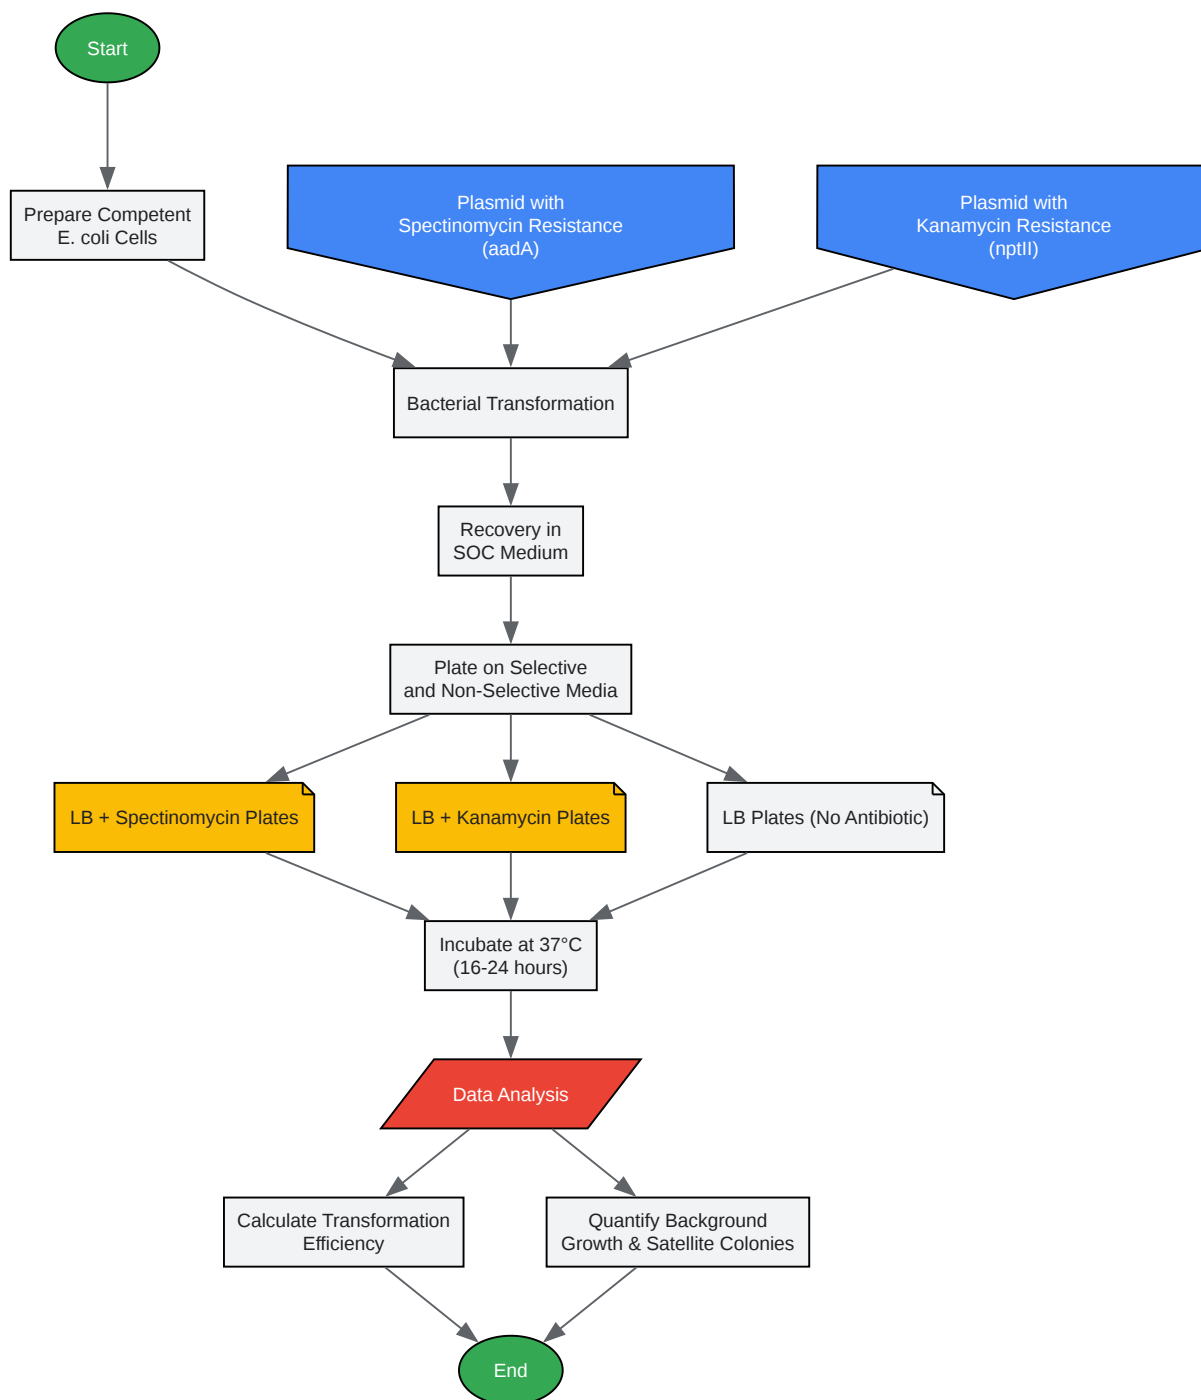 Start
Prepare Competent
E. coli Cells
Plasmid with
Spectinomycin Resistance
(aadA)
Plasmid with
Kanamycin Resistance
(nptII)
Bacterial Transformation
Recovery in
SOC Medium
Plate on Selective
and Non-Selective Media
LB + Spectinomycin Plates
LB + Kanamycin Plates
LB Plates (No Antibiotic)
Incubate at 37°C
(16-24 hours)
Data Analysis
Calculate Transformation
Efficiency
Quantify Background
Growth & Satellite Colonies
End